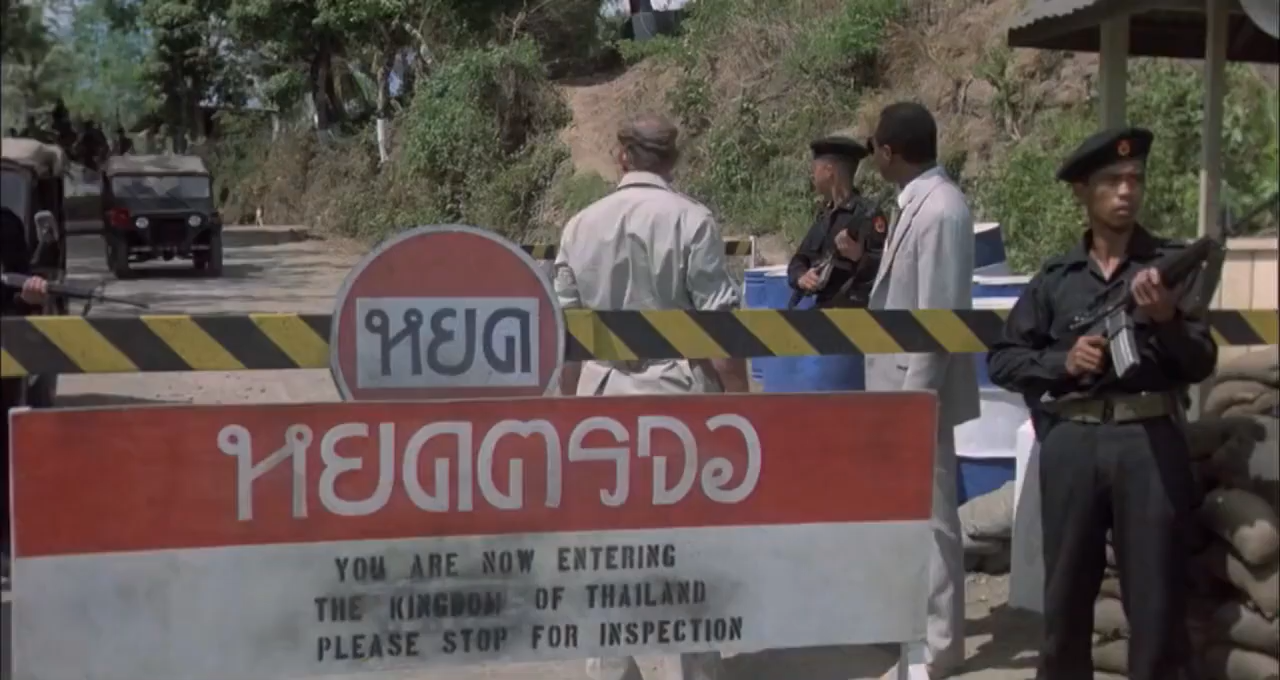 หยด
หยดตรจอ
YOU ARE NOW ENTERING
THE KINGDOM OF THAILAND
PLEASE STOP FOR INSPECTION